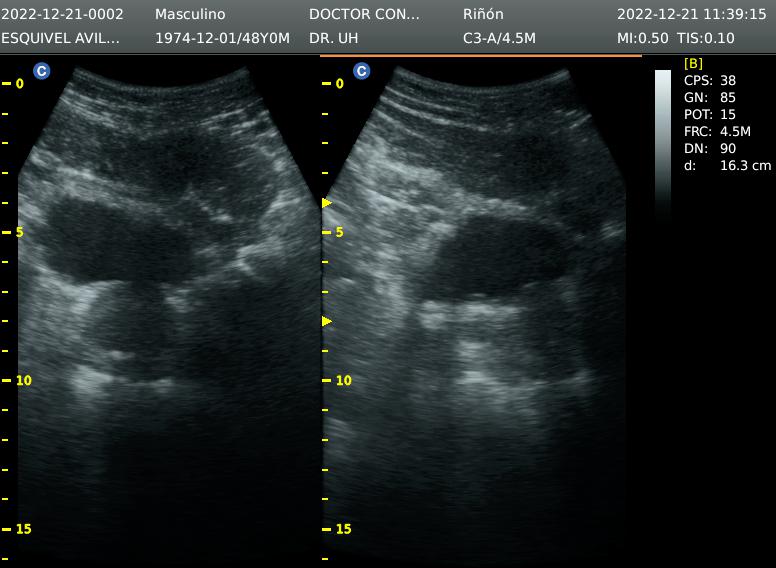 2022-12-21-0002 Masculino DOCTOR CON... Riñón 2022-12-21 11:39:15
ESQUIVEL AVIL... 1974-12-01/48Y0M DR. UH C3-A/4.5M MI:0.50 TIS:0.10
C
C
[B]
CPS: 38
GN: 85
POT: 15
FRC: 4.5M
DN: 90
d: 16.3 cm
0
5
10
15
0
5
10
15